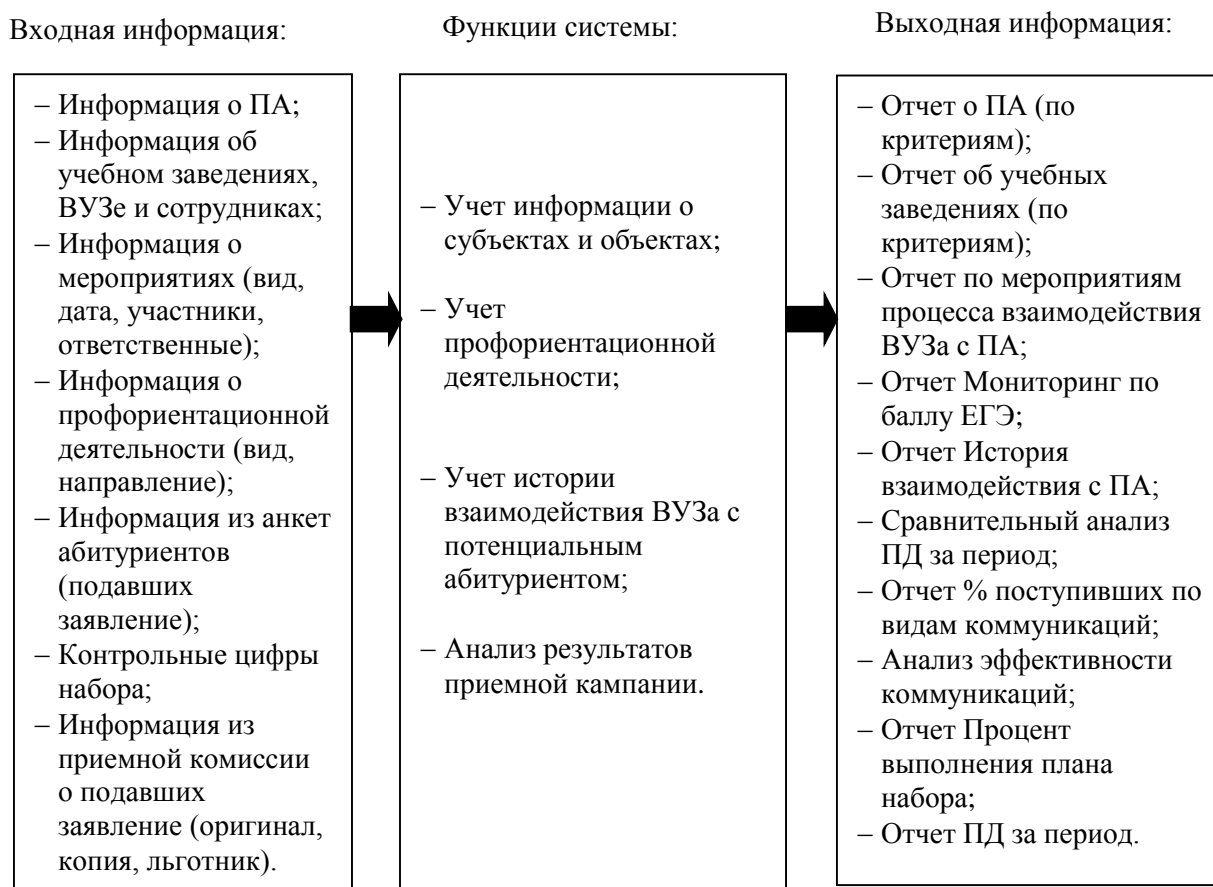 Входная информация:
Функции системы:
Выходная информация:
– Информация о ПА;
– Информация об
учебном заведениях,
ВУЗе и сотрудниках;
– Информация о
мероприятиях (вид,
дата, участники,
ответственные);
– Информация о
профориентационной
деятельности (вид,
направление);
– Информация из анкет
абитуриентов
(подавших
заявление);
– Контрольные цифры
набора;
– Информация из
приемной комиссии
о подавших
заявление (оригинал,
копия, льготник).
– Учет информации о
субъектах и объектах;
– Учет
профориентационной
деятельности;
– Учет истории
взаимодействия ВУЗа с
потенциальным
абитуриентом;
– Анализ результатов
приемной кампании.
– Отчет о ПА (по
критериям);
– Отчет об учебных
заведениях (по
критериям);
– Отчет по мероприятиям
процесса взаимодействия
ВУЗа с ПА;
– Отчет Мониторинг по
баллу ЕГЭ;
– Отчет История
взаимодействия с ПА;
– Сравнительный анализ
ПД за период;
– Отчет % поступивших по
видам коммуникаций;
– Анализ эффективности
коммуникаций;
– Отчет Процент
выполнения плана
набора;
– Отчет ПД за период.